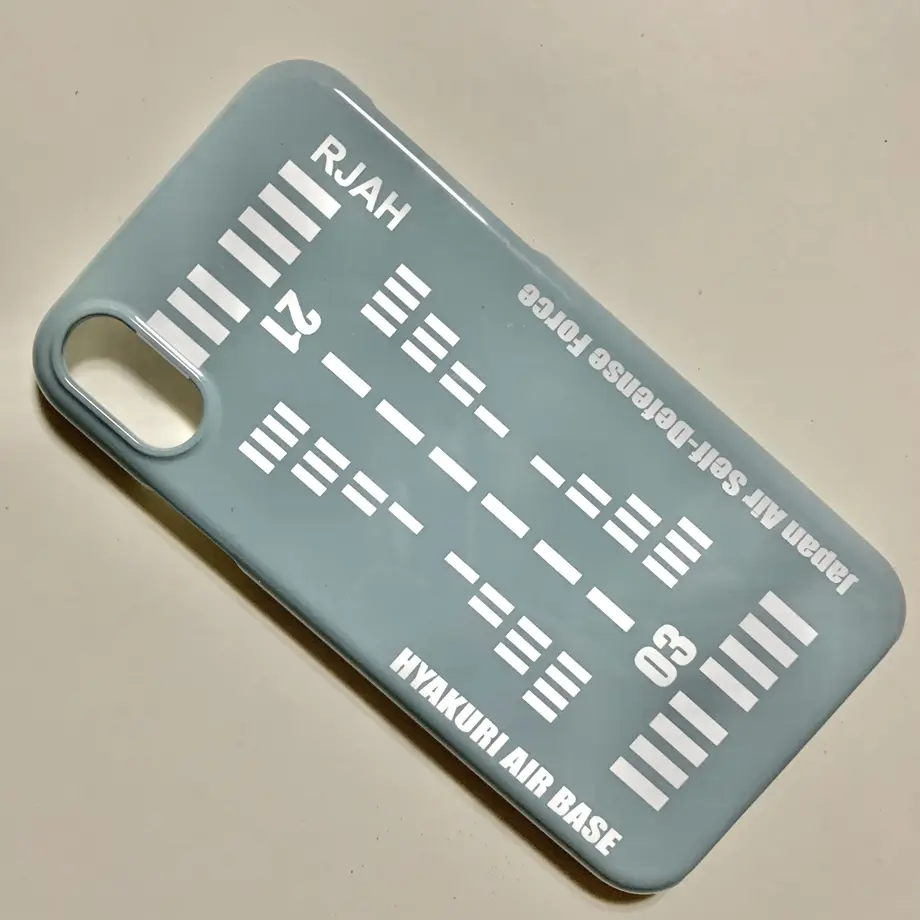 RJAH
21
Japan Air Self-Defense Force
03
HYAKURI AIR BASE